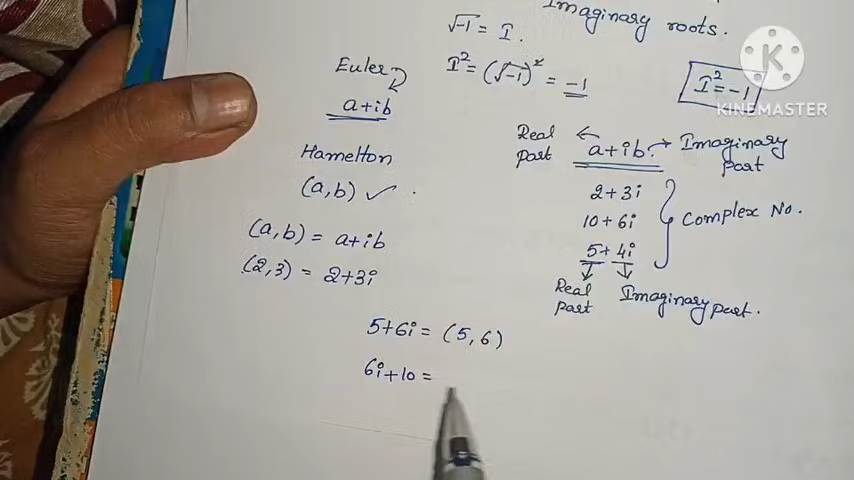 Imaginary roots.
√-1 = I.
I² = (√-1)² = -1
I² = -1
KINEMASTER
Euler
a+ib
Hamelton
(a,b) ✓
(a,b) = a+ib
(2,3) = 2+3i
Real part ← a+ib. → Imaginary part
2+3i
10+6i
5+4i
Complex No.
Real part
Imaginary part.
5+6i = (5,6)
6i+10 =